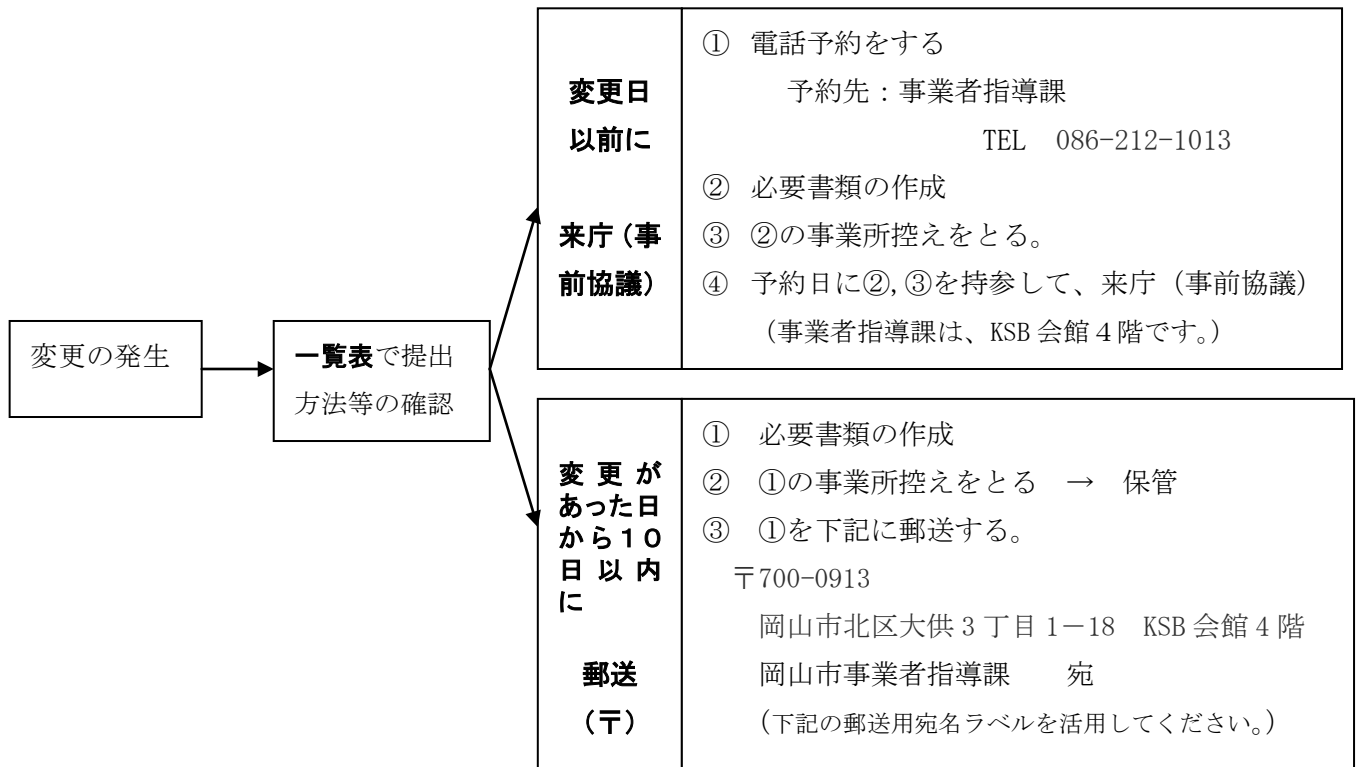 変更の発生
一覧表で提出
方法等の確認
変更日
以前に
来庁（事
前協議）
① 電話予約をする
予約先：事業者指導課
TEL 086-212-1013
② 必要書類の作成
③ ②の事業所控えをとる。
④ 予約日に②,③を持参して、来庁（事前協議）
（事業者指導課は、KSB 会館４階です。）
変更が
あった日
から１０
日以内
に
郵送
（〒）
① 必要書類の作成
② ①の事業所控えをとる → 保管
③ ①を下記に郵送する。
〒700-0913
岡山市北区大供 3 丁目 1－18 KSB 会館 4 階
岡山市事業者指導課 宛
（下記の郵送用宛名ラベルを活用してください。）